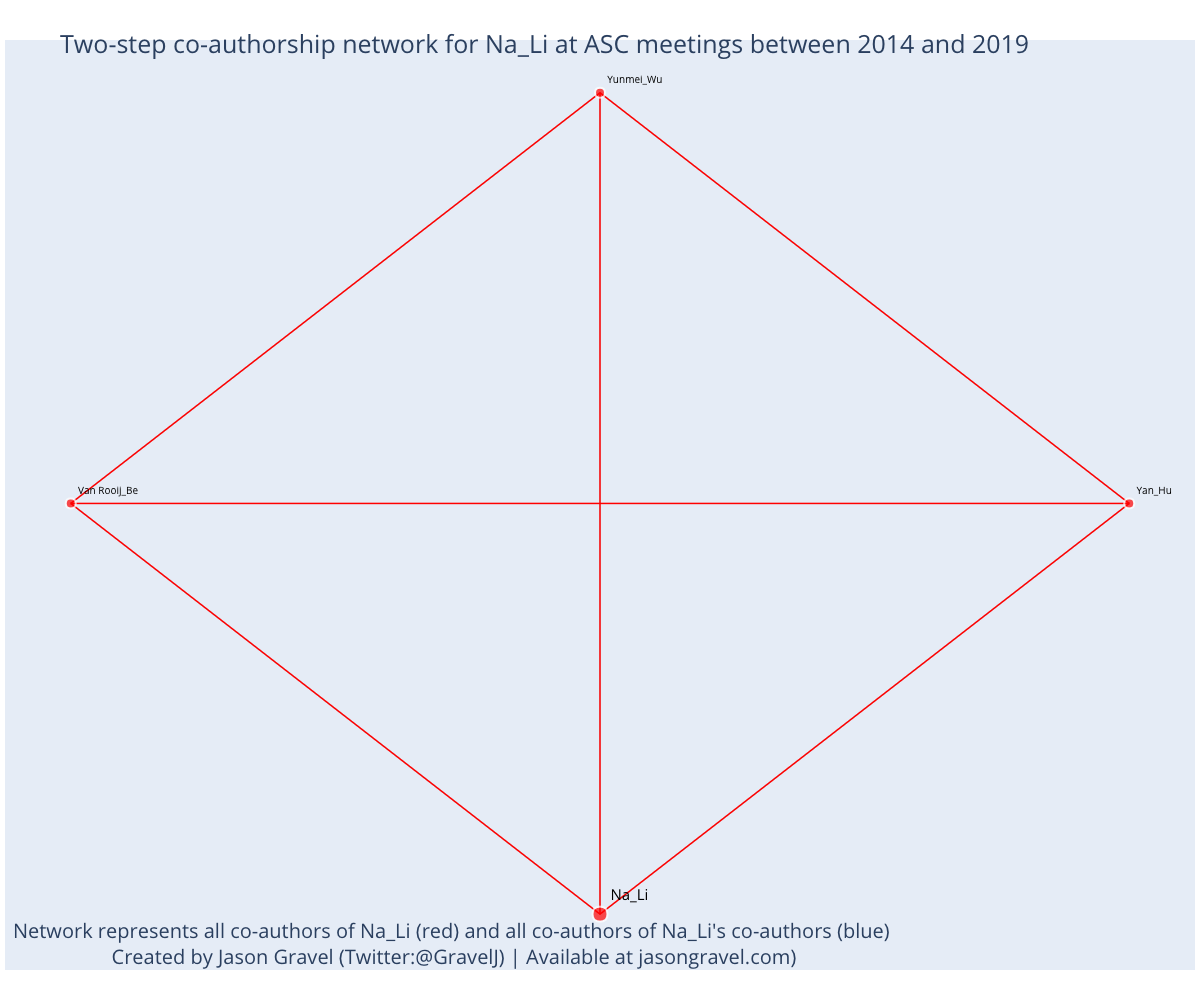 Two-step co-authorship network for Na_Li at ASC meetings between 2014 and 2019
Yunmei_Wu
Van Rooij_Be
Yan_Hu
Na_Li
Network represents all co-authors of Na_Li (red) and all co-authors of Na_Li's co-authors (blue)
Created by Jason Gravel (Twitter:@GravelJ) | Available at jasongravel.com)